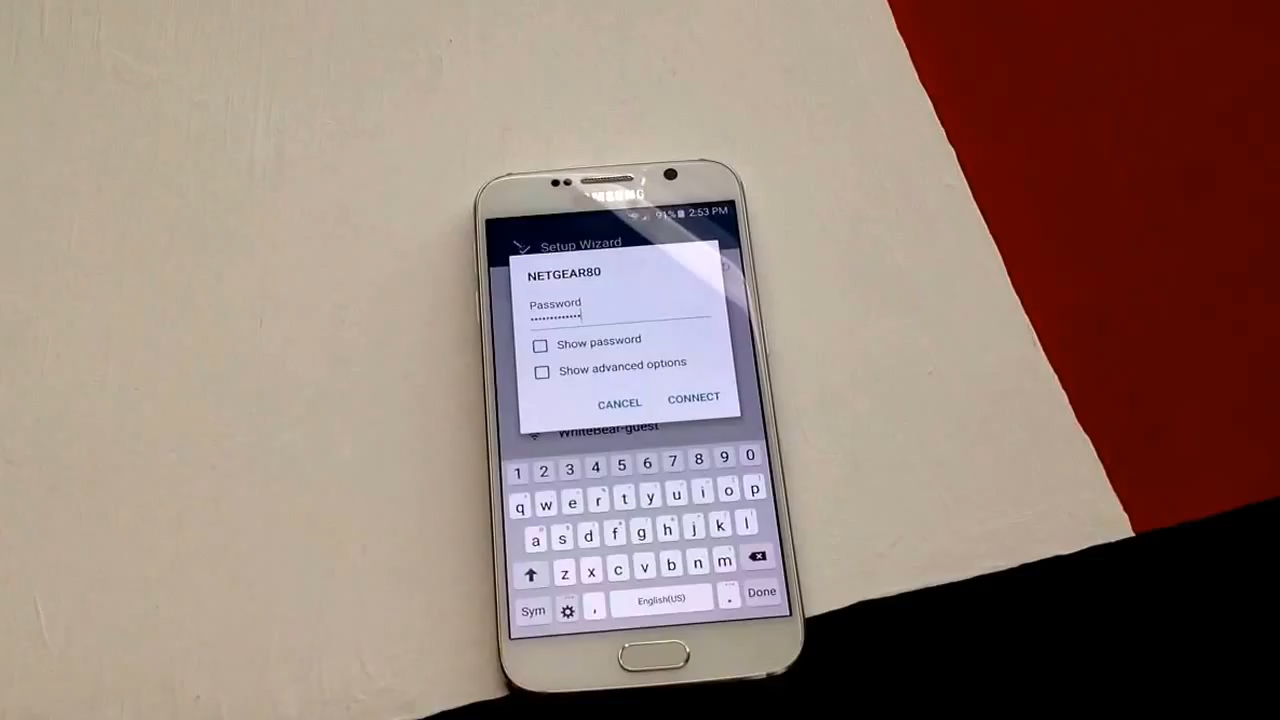 SAMSUNG
91% 2:53 PM
Setup Wizard
NETGEAR80
Password
•••••••••••••
Show password
Show advanced options
CANCEL CONNECT
WhiteBear-guest
1 2 3 4 5 6 7 8 9 0
q w e r t y u i o p
a s d f g h j k l
z x c v b n m
Sym , English(US) . Done